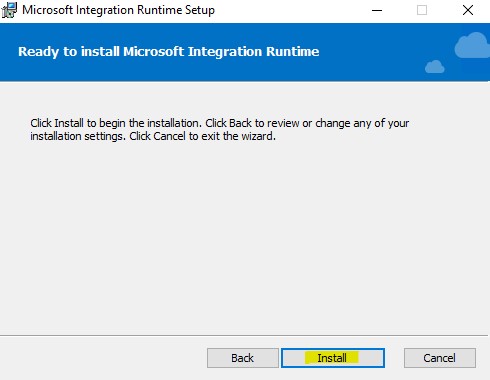 Microsoft Integration Runtime Setup
Ready to install Microsoft Integration Runtime
Click Install to begin the installation. Click Back to review or change any of your
installation settings. Click Cancel to exit the wizard.
Back Install Cancel